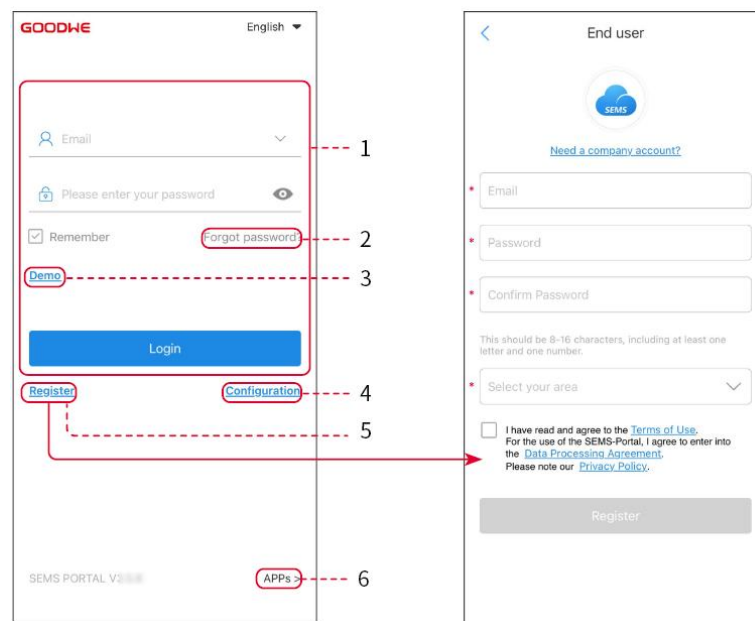 GOODWE
English
Email
1
Please enter your password
Remember
Forgot password?
2
Demo
3
Login
Register
Configuration
4
5
SEMS PORTAL
APPs >
6
End user
SEMS
Need a company account?
* Email
* Password
* Confirm Password
This should be 8-16 characters, including at least one
letter and one number.
* Select your area
I have read and agree to the Terms of Use.
For the use of the SEMS-Portal, I agree to enter into
the Data Processing Agreement.
Please note our Privacy Policy.
Register